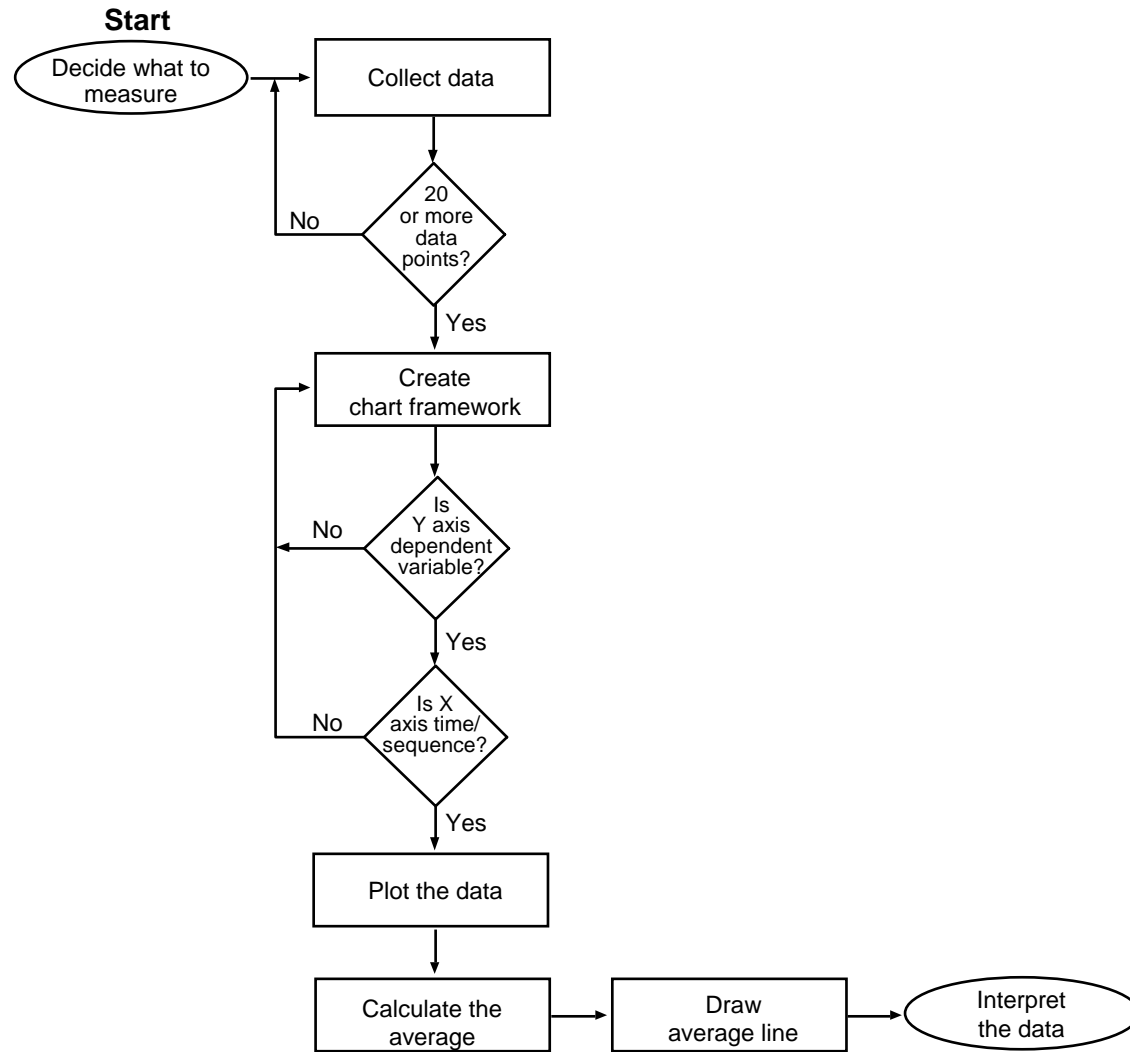 Start
Decide what to
measure
Collect data
20
or more
data
points?
No
Yes
Create
chart framework
Is
Y axis
dependent
variable?
No
Yes
Is X
axis time/
sequence?
No
Yes
Plot the data
Calculate the
average
Draw
average line
Interpret
the data